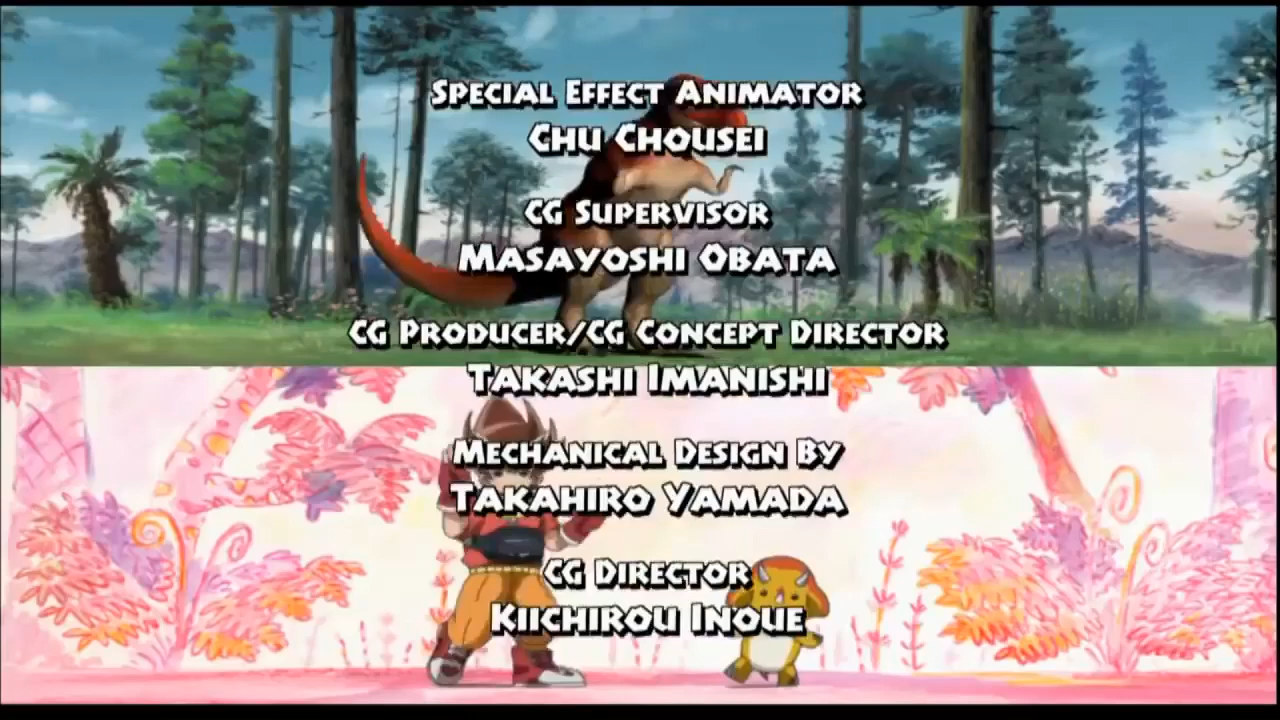 Special Effect Animator
Chu Chousei
CG Supervisor
Masayoshi Obata
CG Producer/CG Concept Director
Takashi Imanishi
Mechanical Design By
Takahiro Yamada
CG Director
Kiichirou Inoue